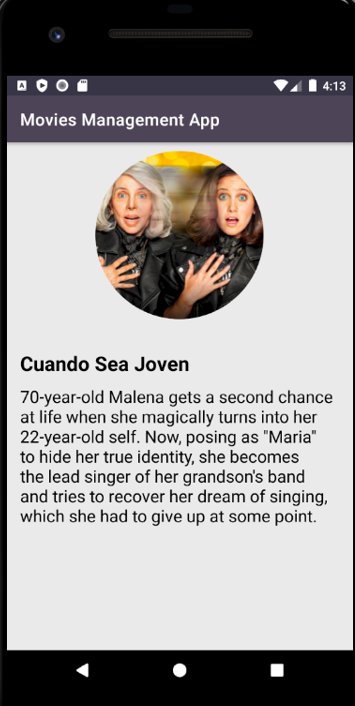 4:13
Movies Management App
Cuando Sea Joven
70-year-old Malena gets a second chance
at life when she magically turns into her
22-year-old self. Now, posing as "Maria"
to hide her true identity, she becomes
the lead singer of her grandson's band
and tries to recover her dream of singing,
which she had to give up at some point.